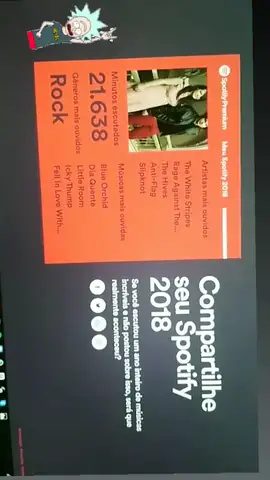 Spotify Premium
Meu Spotify 2018
Artistas mais ouvidos
The White Stripes
Rage Against The...
The Hives
Anti-Flag
Slipknot
Músicas mais ouvidas
Blue Orchid
Dia Quente
Little Room
Icky Thump
Fell In Love With...
Minutos escutados
21.638
Gêneros mais ouvidos
Rock
Compartilhe
seu Spotify
2018
Se você escutou um ano inteiro de músicas
incríveis e não postou sobre isso, será que
realmente aconteceu?